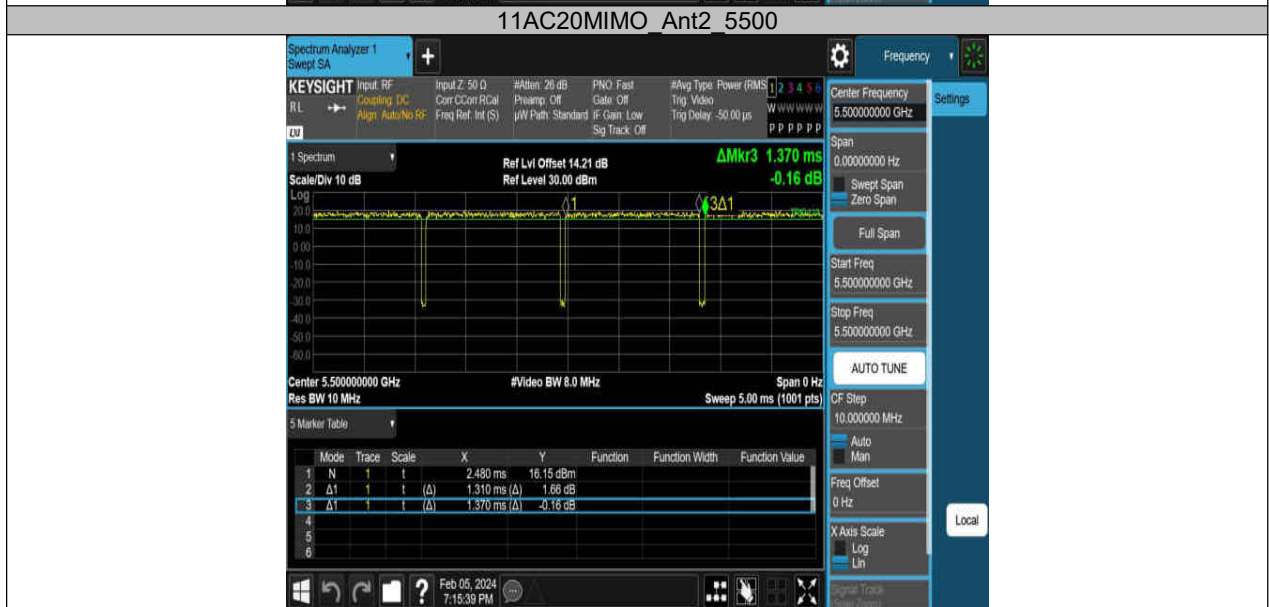 11AC20MIMO_Ant2_5500
Spectrum Analyzer 1
Swept SA
+
Frequency
KEYSIGHT
RL
LXI
Input: RF
Coupling: DC
Align: Auto/No RF
Input Z: 50 Ω
Corr CCorr RCal
Freq Ref: Int (S)
#Atten: 26 dB
Preamp: Off
µW Path: Standard
PNO: Fast
Gate: Off
IF Gain: Low
Sig Track: Off
#Avg Type: Power (RMS
Trig: Video
Trig Delay: -50.00 µs
1 2 3 4 5 6
W W W W W W
P P P P P P
1 Spectrum
Scale/Div 10 dB
Ref Lvl Offset 14.21 dB
Ref Level 30.00 dBm
ΔMkr3 1.370 ms
-0.16 dB
Log
1
3Δ1
20.0
10.0
0.00
-10.0
-20.0
-30.0
-40.0
-50.0
-60.0
Center 5.500000000 GHz
#Video BW 8.0 MHz
Span 0 Hz
Res BW 10 MHz
Sweep 5.00 ms (1001 pts)
5 Marker Table
Mode Trace Scale X Y Function Function Width Function Value
1 N 1 t 2.480 ms 16.15 dBm
2 Δ1 1 t (Δ) 1.310 ms (Δ) 1.66 dB
3 Δ1 1 t (Δ) 1.370 ms (Δ) -0.16 dB
4
5
6
?
Feb 05, 2024
7:15:39 PM
Center Frequency
5.500000000 GHz
Settings
Span
0.00000000 Hz
Swept Span
Zero Span
Full Span
Start Freq
5.500000000 GHz
Stop Freq
5.500000000 GHz
AUTO TUNE
CF Step
10.000000 MHz
Auto
Man
Freq Offset
0 Hz
X Axis Scale
Log
Lin
Local
Signal Track